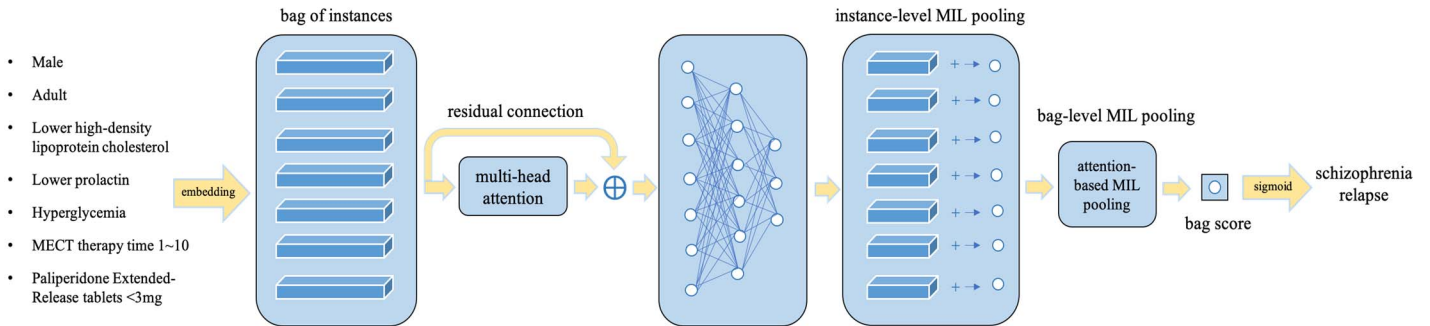 bag of instances
instance-level MIL pooling
• Male
• Adult
• Lower high-density
lipoprotein cholesterol
• Lower prolactin
• Hyperglycemia
• MECT therapy time 1~10
• Paliperidone Extended-
Release tablets <3mg
embedding
residual connection
multi-head
attention
+
+
+
+
+
+
+
bag-level MIL pooling
attention-
based MIL
pooling
bag score
sigmoid
schizophrenia
relapse